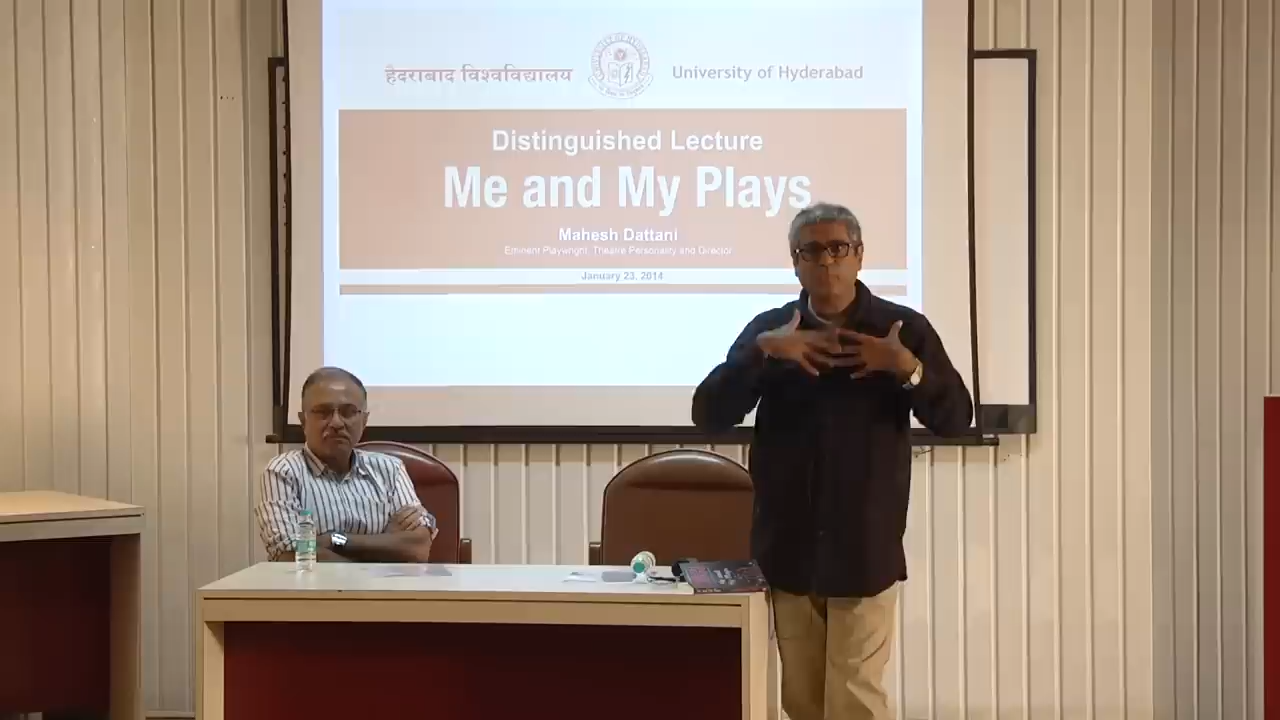 हैदराबाद विश्वविद्यालय University of Hyderabad
Distinguished Lecture
Me and My Plays
Mahesh Dattani
Eminent Playwright, Theatre Personality and Director
January 23, 2014